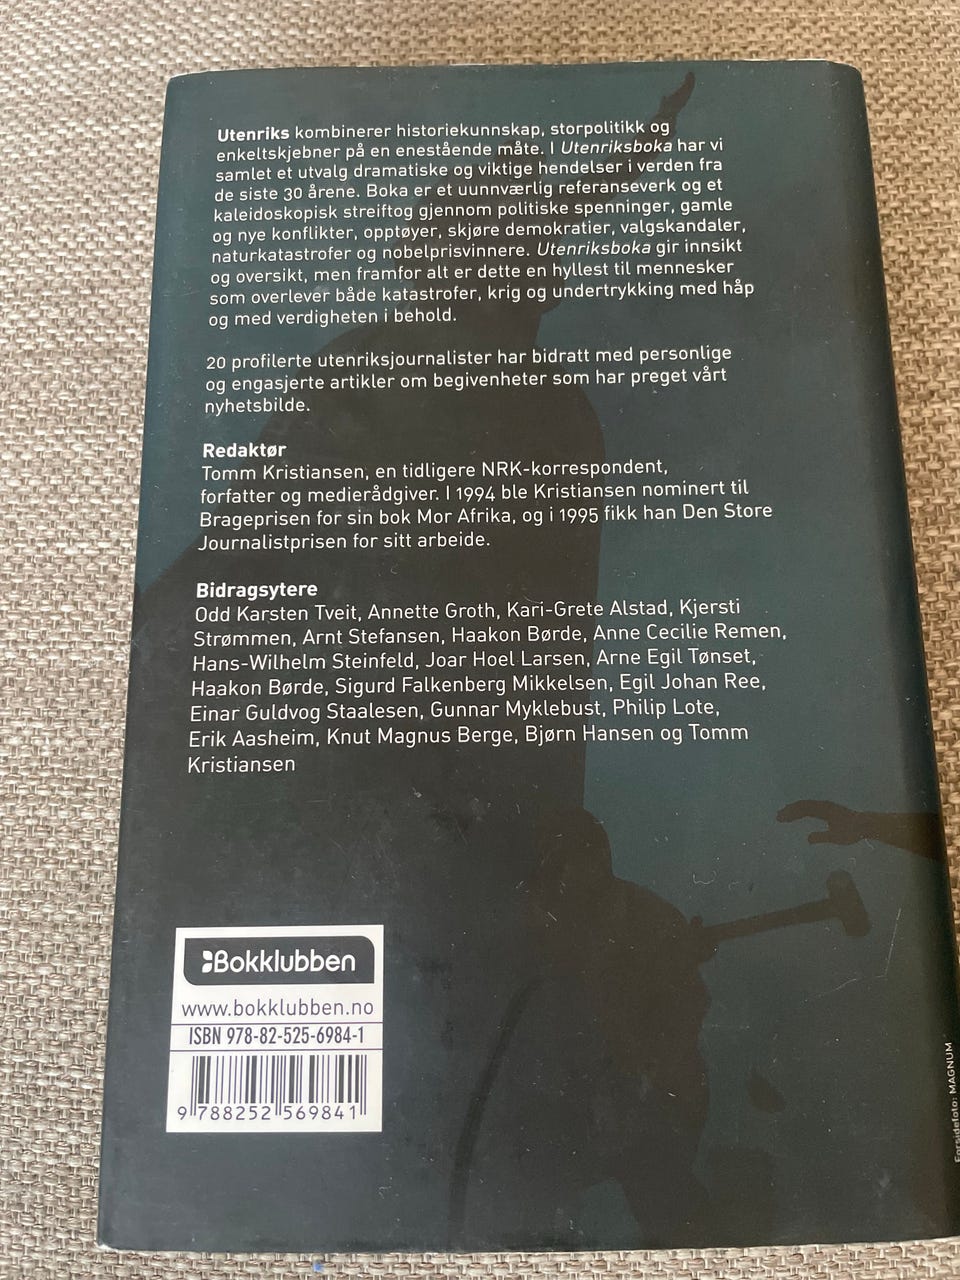 Utenriks kombinerer historiekunnskap, storpolitikk og
enkeltskjebner på en enestående måte. I Utenriksboka har vi
samlet et utvalg dramatiske og viktige hendelser i verden fra
de siste 30 årene. Boka er et uunnværlig referanseverk og et
kaleidoskopisk streiftog gjennom politiske spenninger, gamle
og nye konflikter, opptøyer, skjøre demokratier, valgskandaler,
naturkatastrofer og nobelprisvinnere. Utenriksboka gir innsikt
og oversikt, men framfor alt er dette en hyllest til mennesker
som overlever både katastrofer, krig og undertrykking med håp
og med verdigheten i behold.
20 profilerte utenriksjournalister har bidratt med personlige
og engasjerte artikler om begivenheter som har preget vårt
nyhetsbilde.
Redaktør
Tomm Kristiansen, en tidligere NRK-korrespondent,
forfatter og medierådgiver. I 1994 ble Kristiansen nominert til
Brageprisen for sin bok Mor Afrika, og i 1995 fikk han Den Store
Journalistprisen for sitt arbeide.
Bidragsytere
Odd Karsten Tveit, Annette Groth, Kari-Grete Alstad, Kjersti
Strømmen, Arnt Stefansen, Haakon Børde, Anne Cecilie Remen,
Hans-Wilhelm Steinfeld, Joar Hoel Larsen, Arne Egil Tønset,
Haakon Børde, Sigurd Falkenberg Mikkelsen, Egil Johan Ree,
Einar Guldvog Staalesen, Gunnar Myklebust, Philip Lote,
Erik Aasheim, Knut Magnus Berge, Bjørn Hansen og Tomm
Kristiansen
Bokklubben
www.bokklubben.no
ISBN 978-82-525-6984-1
9 788252 569841
Forsidefoto: MAGNUM